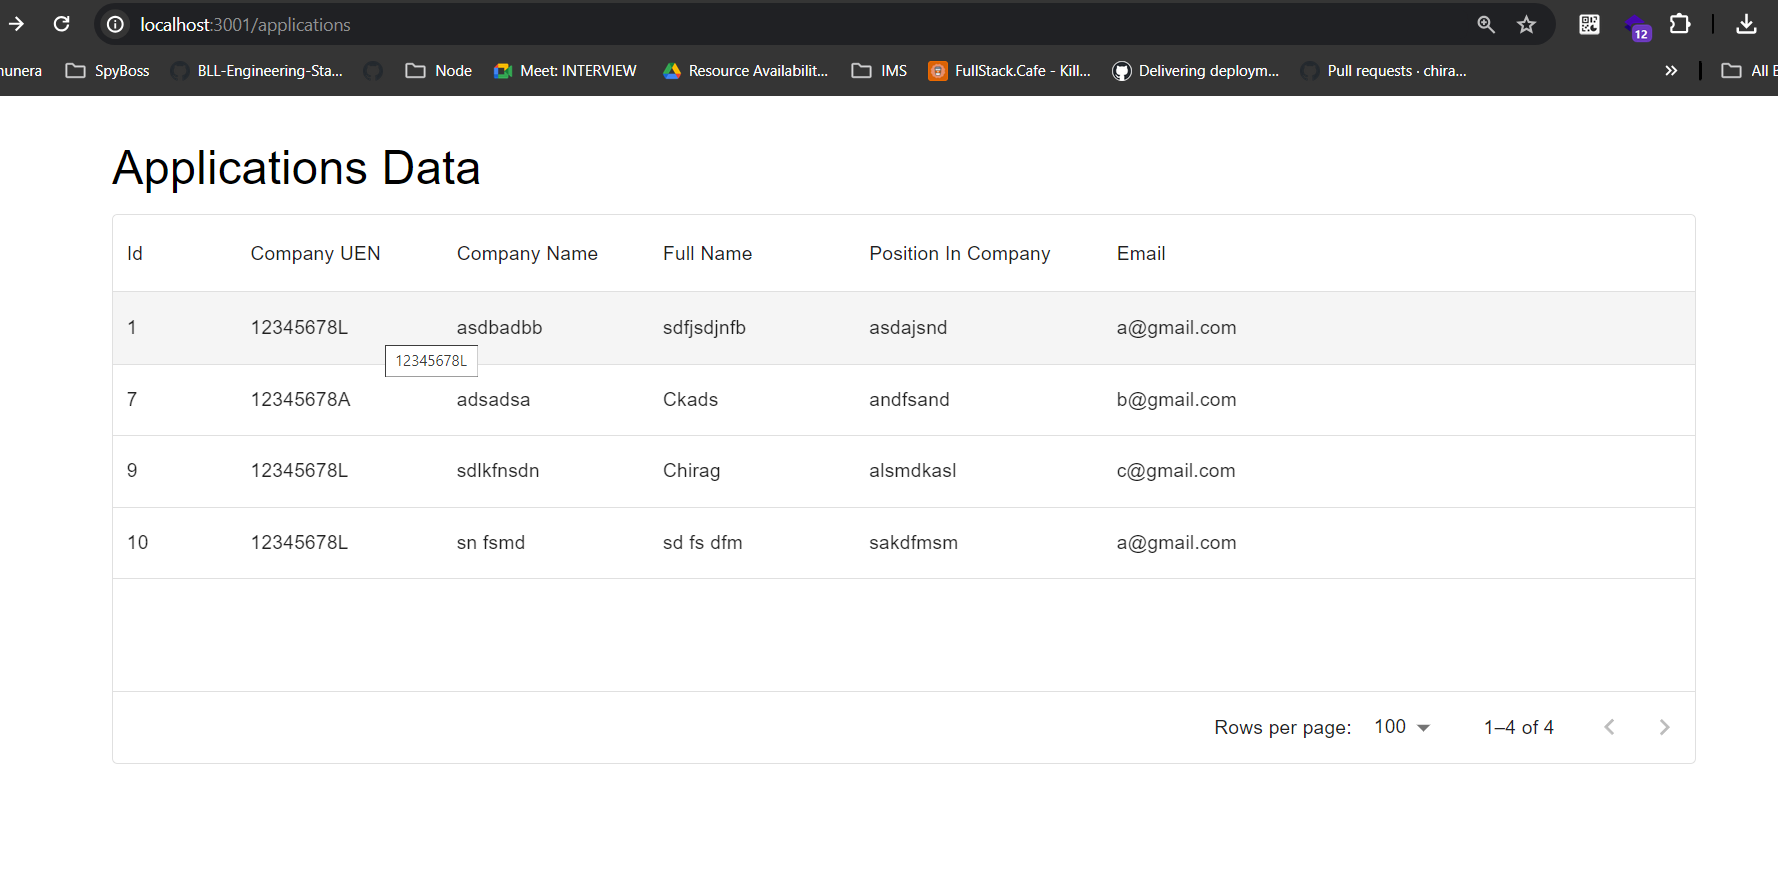 localhost:3001/applications
12
SpyBoss BLL-Engineering-Sta... Node Meet: INTERVIEW Resource Availabilit... IMS FullStack.Cafe - Kill... Delivering deploym... Pull requests · chira... » All
Applications Data
Id Company UEN Company Name Full Name Position In Company Email
1 12345678L asdbadbb sdfjsdjnfb asdajsnd a@gmail.com
12345678L
7 12345678A adsadsa Ckads andfsand b@gmail.com
9 12345678L sdlkfnsdn Chirag alsmdkasl c@gmail.com
10 12345678L sn fsmd sd fs dfm sakdfmsm a@gmail.com
Rows per page: 100 1–4 of 4